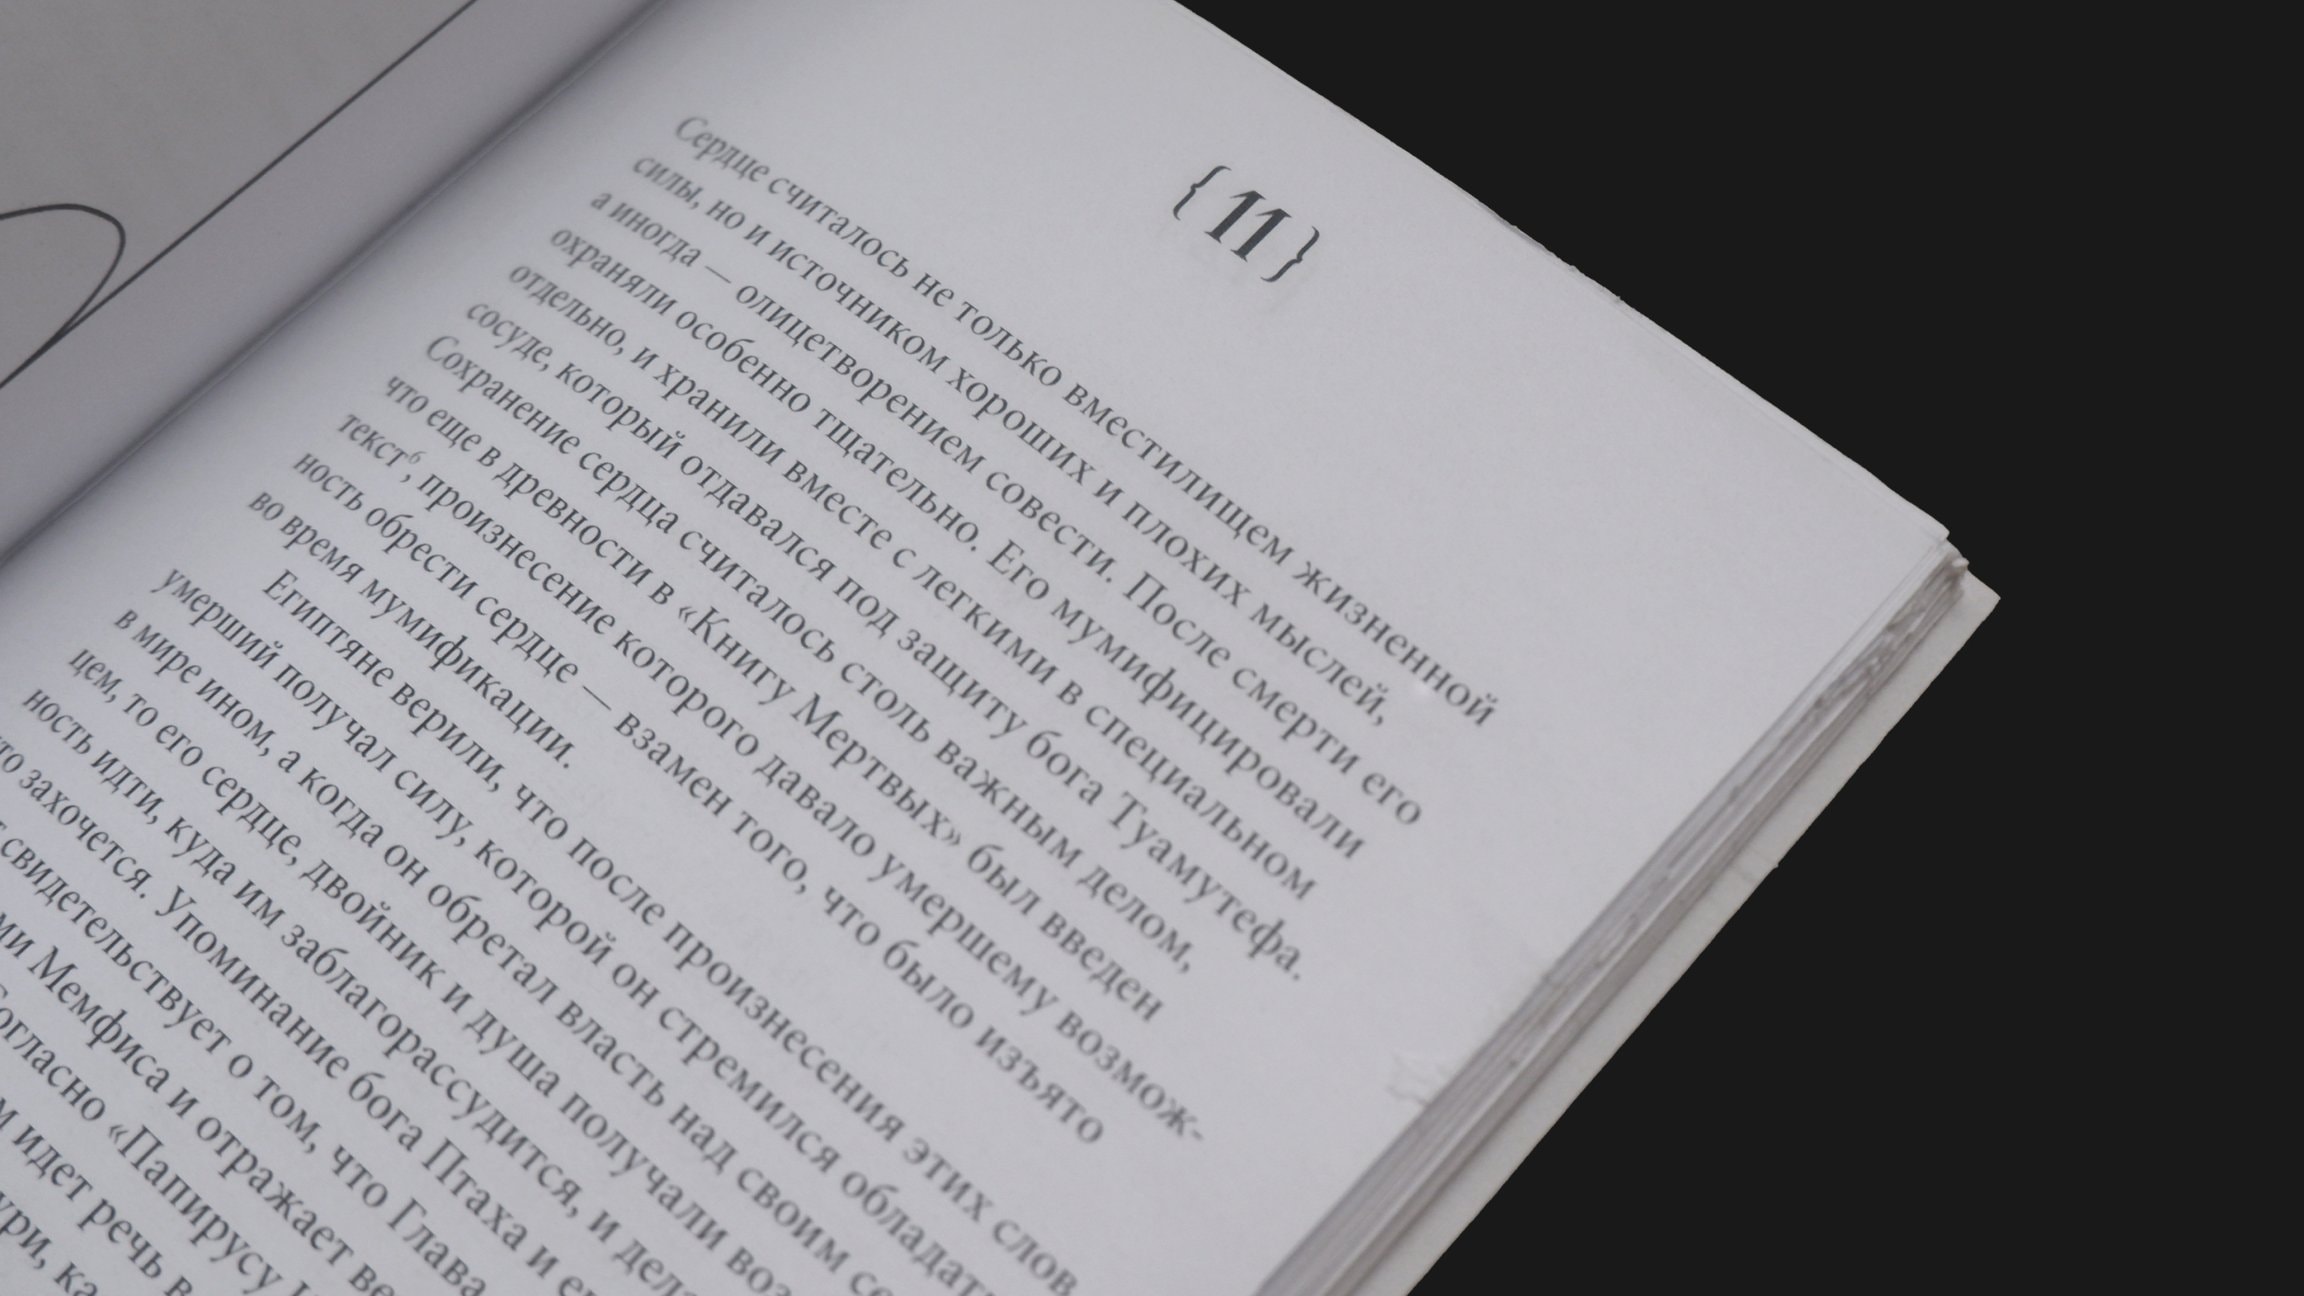 { 11 }
Сердце считалось не только вместилищем жизненной
силы, но и источником хороших и плохих мыслей,
а иногда — олицетворением совести. После смерти его
охраняли особенно тщательно. Его мумифицировали
отдельно, и хранили вместе с легкими в специальном
сосуде, который отдавался под защиту бога Туамутефа.
Сохранение сердца считалось столь важным делом,
что еще в древности в «Книгу Мертвых» был введен
текст⁶, произнесение которого давало умершему возмож-
ность обрести сердце — взамен того, что было изъято
во время мумификации.
Египтяне верили, что после произнесения этих слов
умерший получал силу, которой он стремился обладать
в мире ином, а когда он обретал власть над своим
цем, то его сердце, двойник и душа получали
ность идти, куда им заблагорассудится, и
захочется. Упоминание бога Птаха и
свидетельствует о том, что Глава
Мемфиса и отражает
огласно «Папирусу
идет речь в